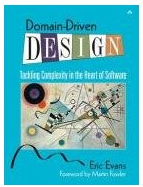 Domain-Driven
DESIGN
Tackling Complexity in the Heart of Software
Eric Evans
Foreword by Martin Fowler